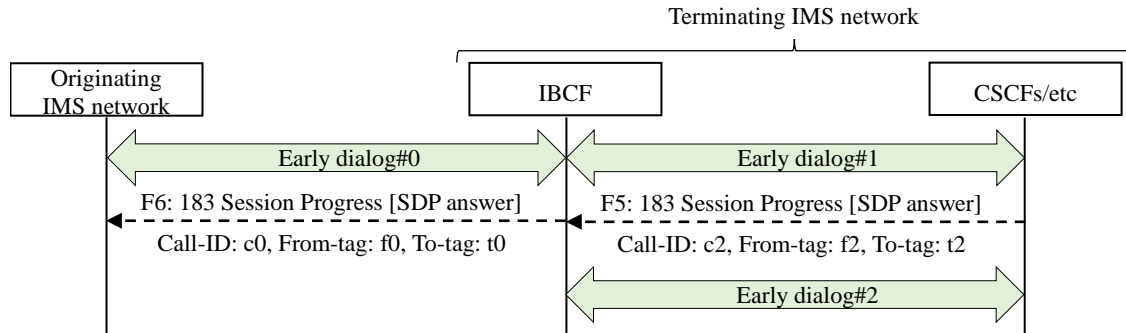 Terminating IMS network
Originating
IMS network
IBCF
CSCFs/etc
Early dialog#0
Early dialog#1
F6: 183 Session Progress [SDP answer]
F5: 183 Session Progress [SDP answer]
Call-ID: c0, From-tag: f0, To-tag: t0
Call-ID: c2, From-tag: f2, To-tag: t2
Early dialog#2